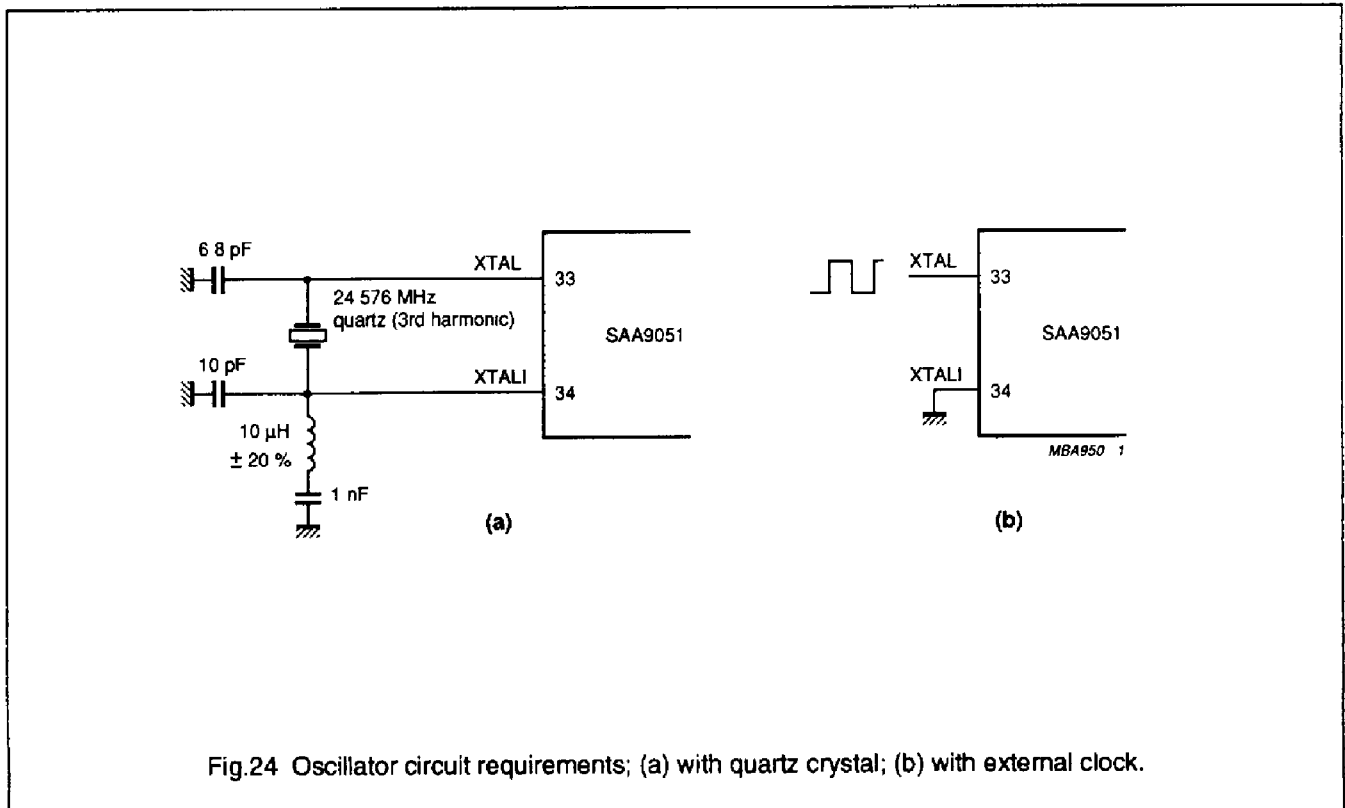 6 8 pF
XTAL
33
24 576 MHz
quartz (3rd harmonic)
SAA9051
10 pF
XTALI
34
10 µH
± 20 %
1 nF
(a)
XTAL
33
SAA9051
XTALI
34
MBA950 1
(b)
Fig.24 Oscillator circuit requirements; (a) with quartz crystal; (b) with external clock.